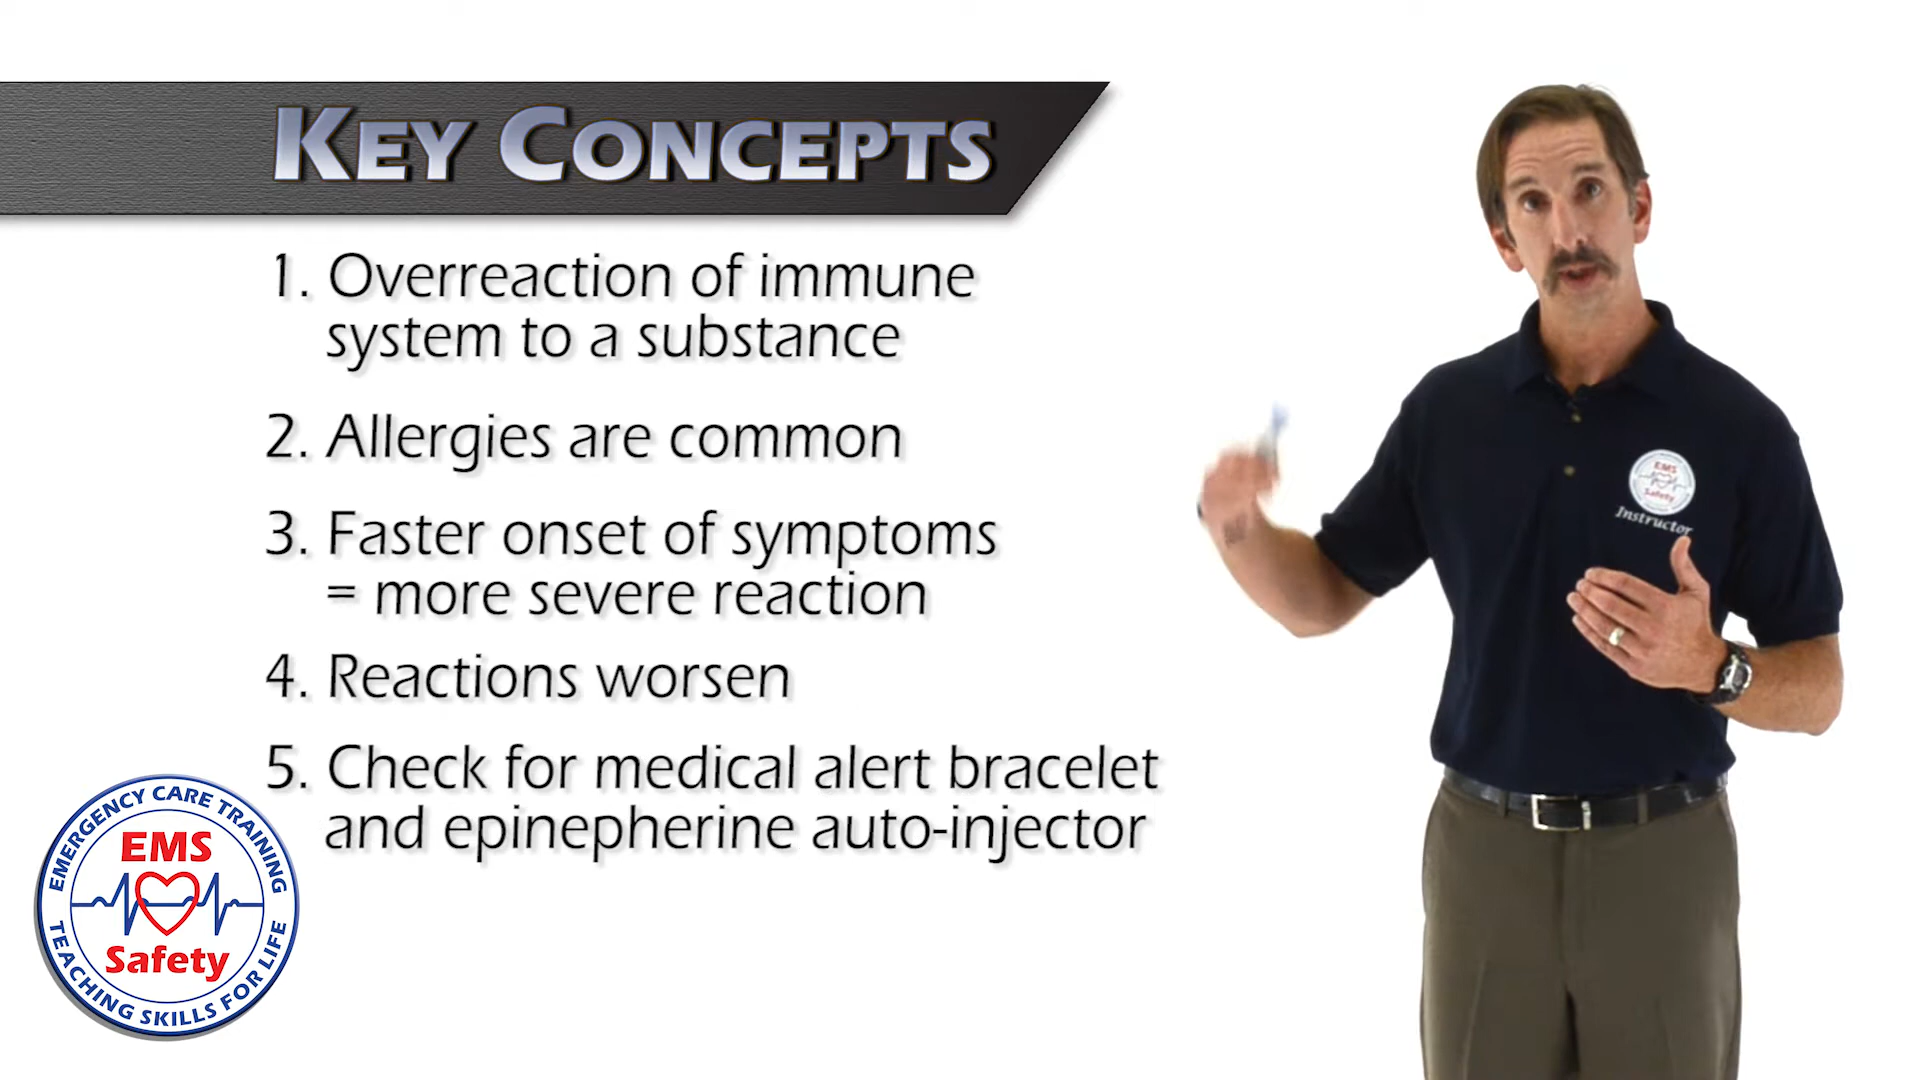 KEY CONCEPTS
1. Overreaction of immune
system to a substance
2. Allergies are common
3. Faster onset of symptoms
= more severe reaction
4. Reactions worsen
5. Check for medical alert bracelet
and epinepherine auto-injector
EMERGENCY CARE TRAINING
EMS
Safety
TEACHING SKILLS FOR LIFE
EMS
Safety
Instructor